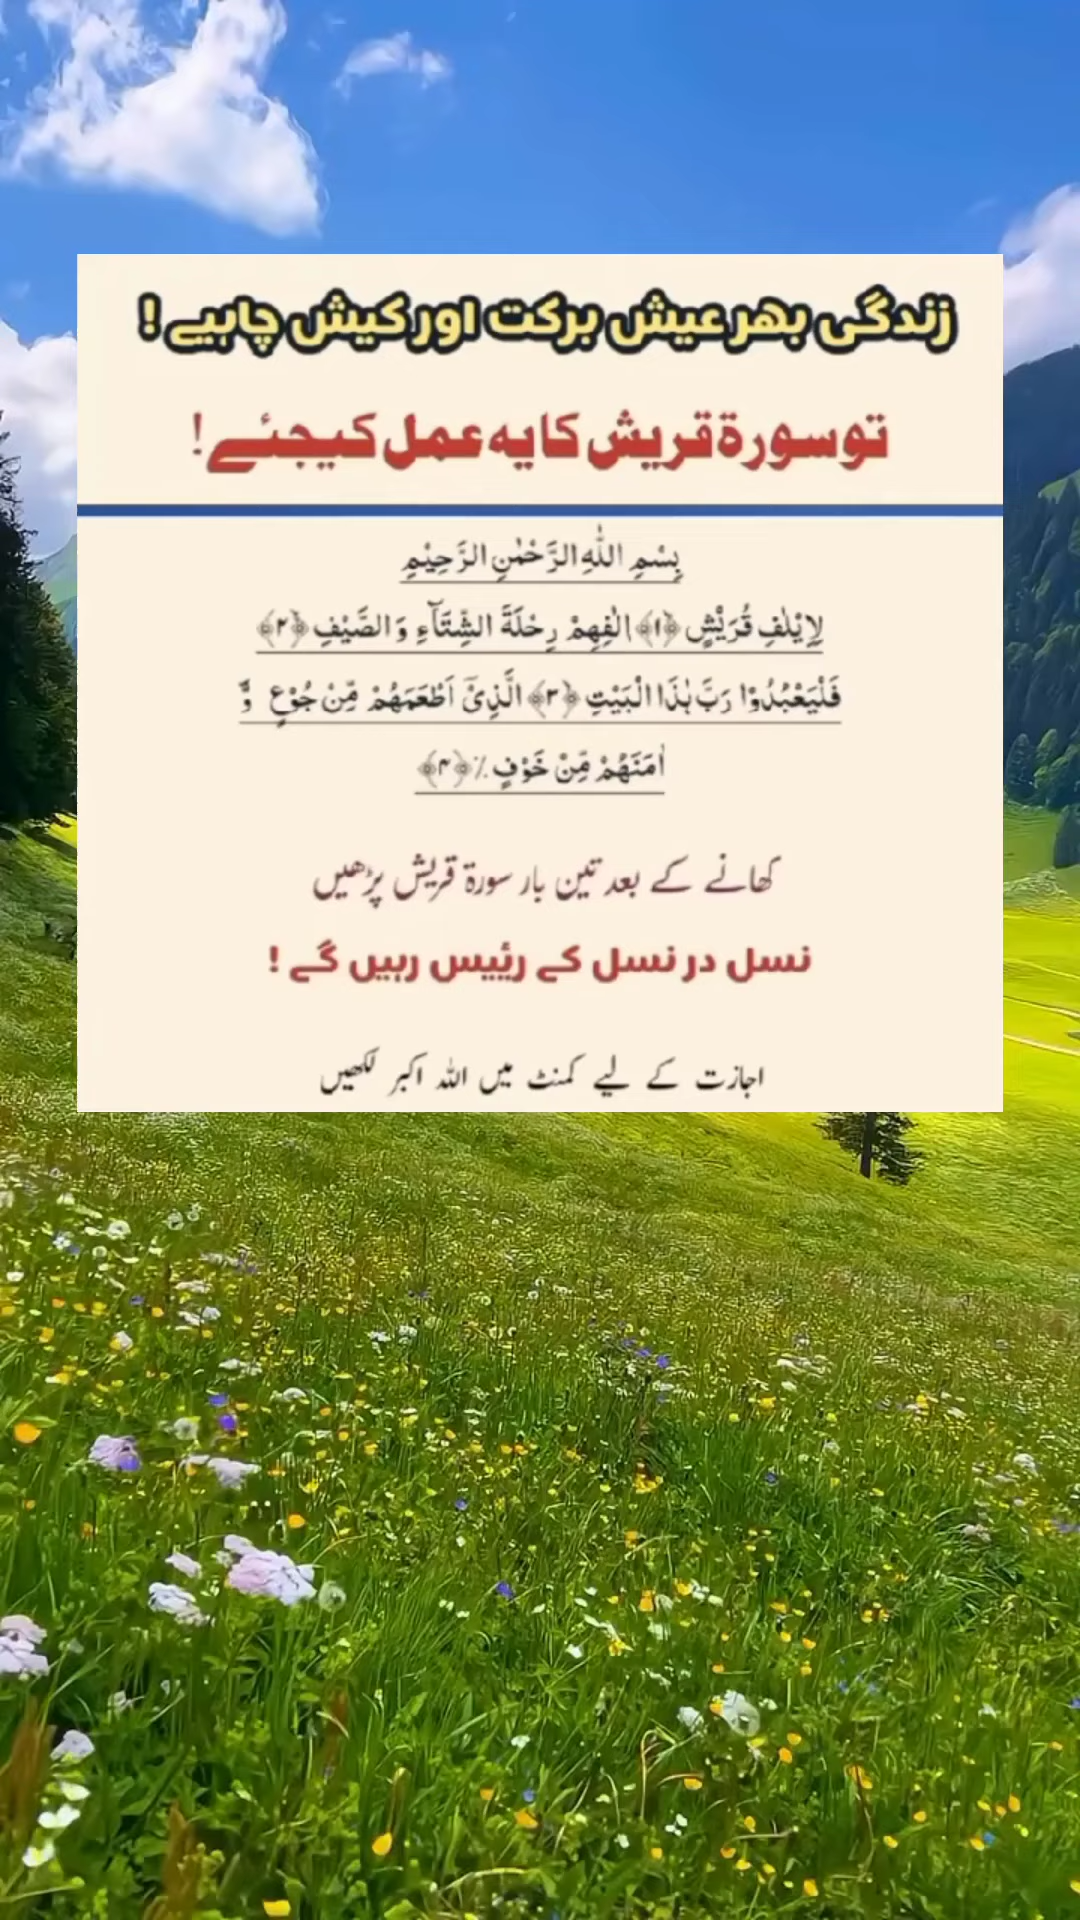 زندگی بھر عیش برکت اور کیش چاہیے !
تو سورۃ قریش کا یہ عمل کیجئے !
بِسْمِ اللّٰهِ الرَّحْمٰنِ الرَّحِیْمِ
لِاِیْلٰفِ قُرَیْشٍ ﴿۱﴾ اٖلٰفِهِمْ رِحْلَةَ الشِّتَآءِ وَ الصَّیْفِ ﴿۲﴾
فَلْیَعْبُدُوْا رَبَّ هٰذَا الْبَیْتِ ﴿۳﴾ الَّذِیْۤ اَطْعَمَهُمْ مِّنْ جُوْعٍ وَّ
اٰمَنَهُمْ مِّنْ خَوْفٍ ٪﴿۴﴾
کھانے کے بعد تین بار سورۃ قریش پڑھیں
نسل در نسل کے رئیس رہیں گے !
اجازت کے لیے کمنٹ میں اللہ اکبر لکھیں